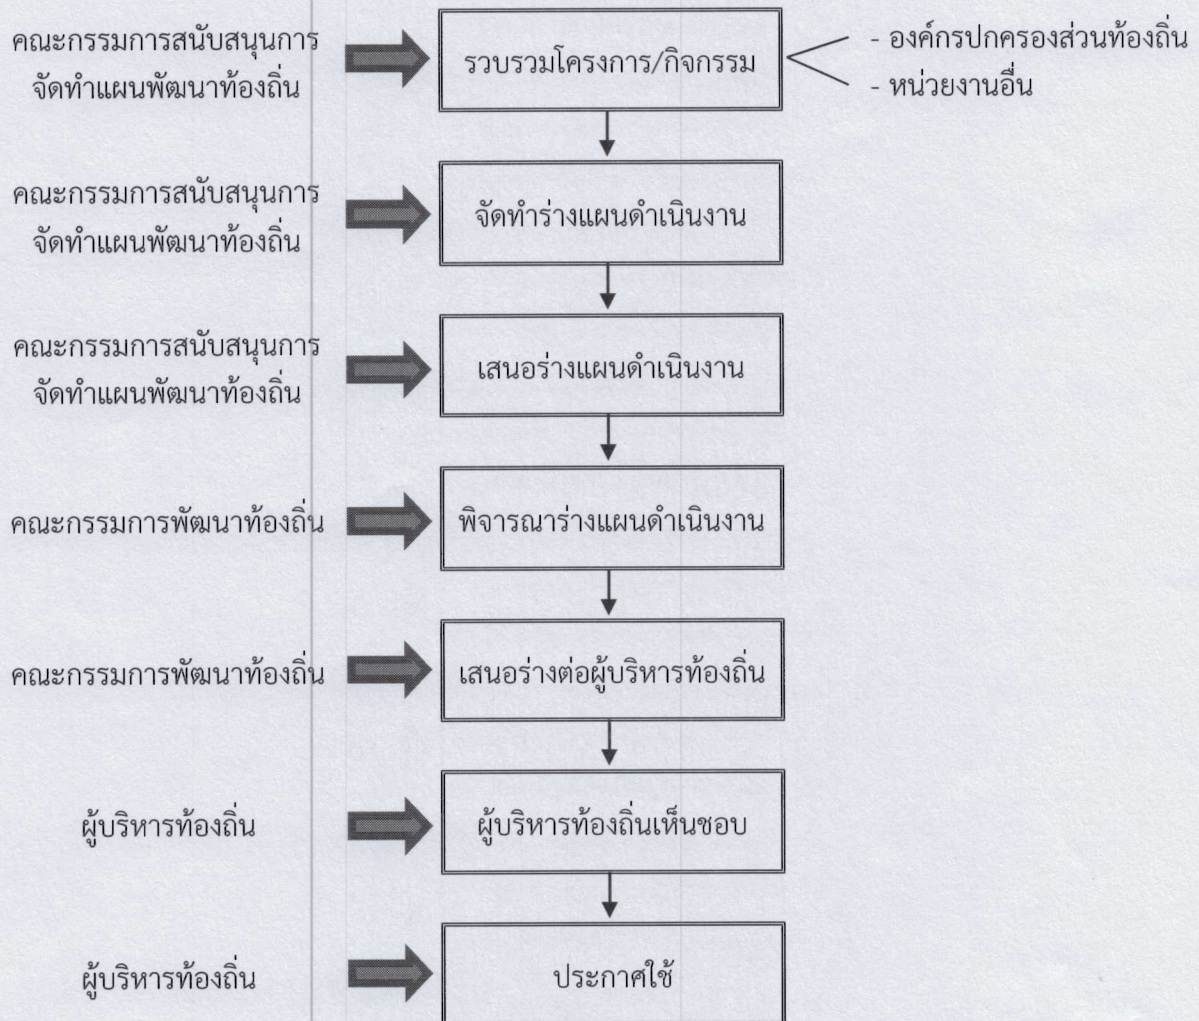 คณะกรรมการสนับสนุนการ
จัดทำแผนพัฒนาท้องถิ่น
รวบรวมโครงการ/กิจกรรม
- องค์กรปกครองส่วนท้องถิ่น
- หน่วยงานอื่น
คณะกรรมการสนับสนุนการ
จัดทำแผนพัฒนาท้องถิ่น
จัดทำร่างแผนดำเนินงาน
คณะกรรมการสนับสนุนการ
จัดทำแผนพัฒนาท้องถิ่น
เสนอร่างแผนดำเนินงาน
คณะกรรมการพัฒนาท้องถิ่น
พิจารณาร่างแผนดำเนินงาน
คณะกรรมการพัฒนาท้องถิ่น
เสนอร่างต่อผู้บริหารท้องถิ่น
ผู้บริหารท้องถิ่น
ผู้บริหารท้องถิ่นเห็นชอบ
ผู้บริหารท้องถิ่น
ประกาศใช้